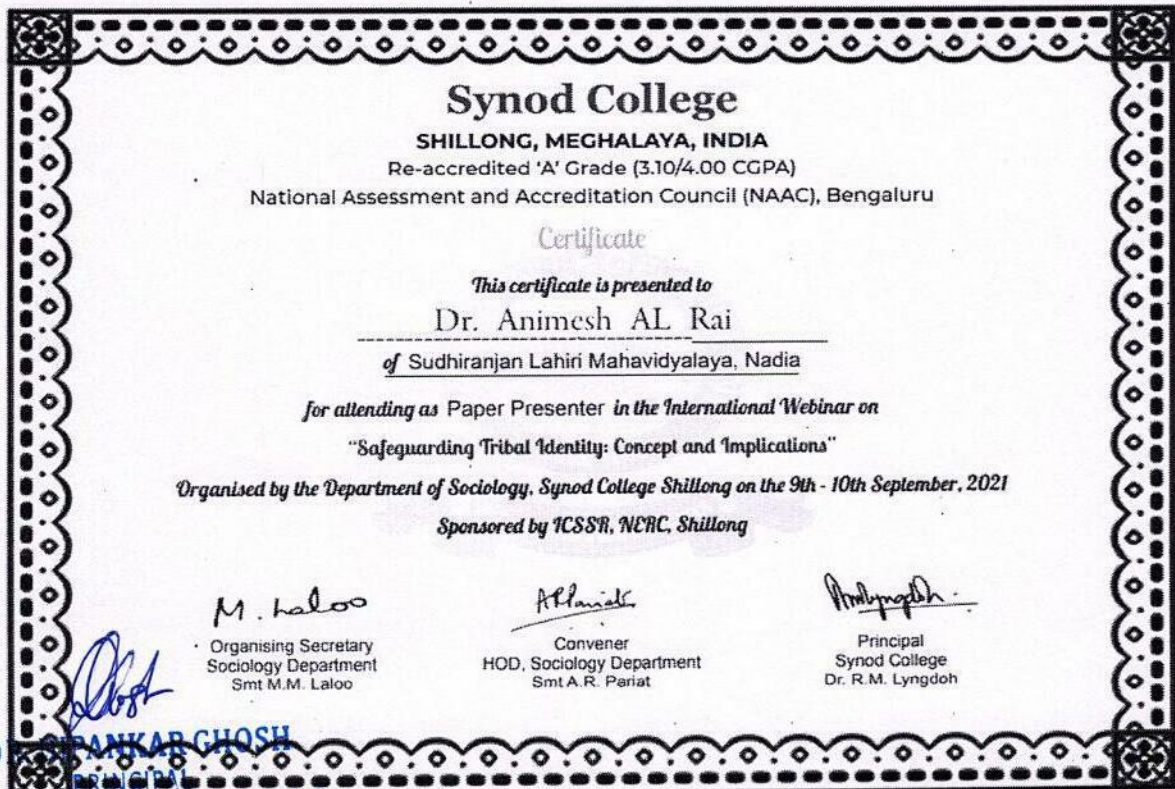 Synod College
SHILLONG, MEGHALAYA, INDIA
Re-accredited 'A' Grade (3.10/4.00 CGPA)
National Assessment and Accreditation Council (NAAC), Bengaluru
Certificate
This certificate is presented to
Dr. Animesh AL Rai
of Sudhiranjan Lahiri Mahavidyalaya, Nadia
for attending as Paper Presenter in the International Webinar on
"Safeguarding Tribal Identity: Concept and Implications"
Organised by the Department of Sociology, Synod College Shillong on the 9th - 10th September, 2021
Sponsored by ICSSR, NERC, Shillong
M. Laloo
Organising Secretary
Sociology Department
Smt M.M. Laloo
ARPariat
Convener
HOD, Sociology Department
Smt A.R. Pariat
Principal
Synod College
Dr. R.M. Lyngdoh
GHOSH
PRINCIPAL